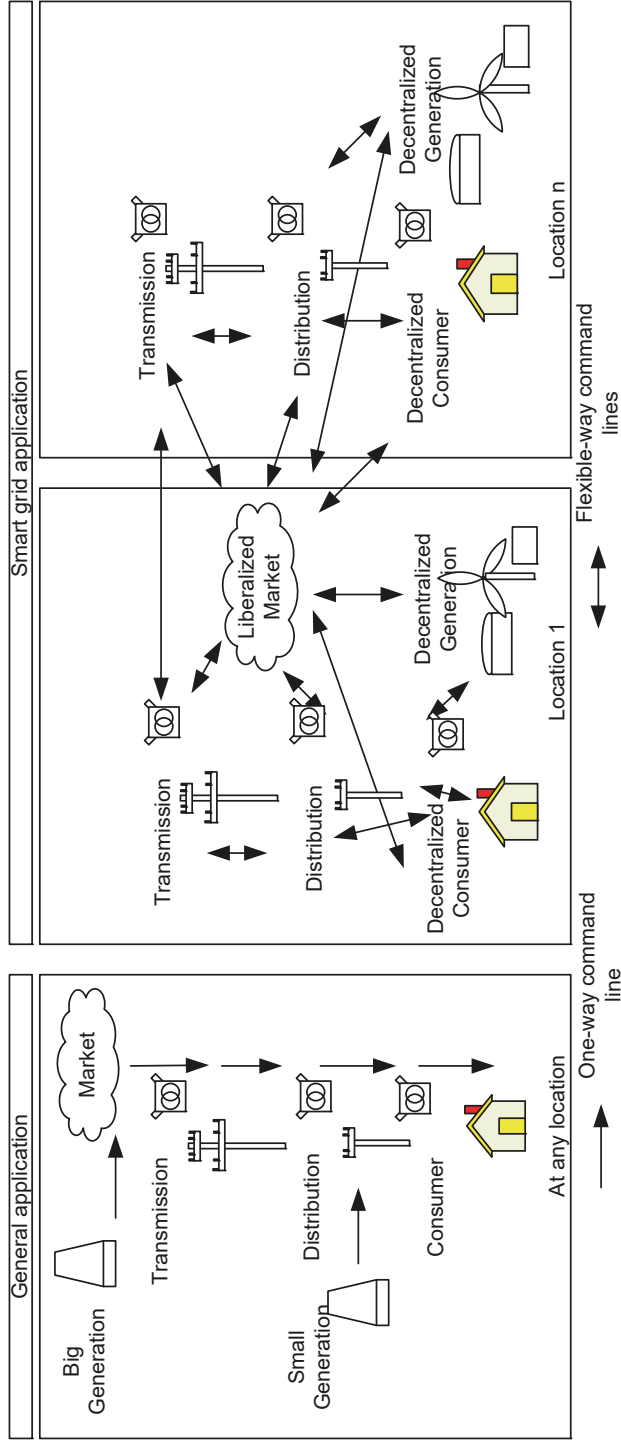 General application
Big
Generation
Market
Transmission
Small
Generation
Distribution
Consumer
At any location
Smart grid application
Transmission
Liberalized
Market
Distribution
Decentralized
Consumer
Decentralized
Generation
Location 1
Transmission
Distribution
Decentralized
Consumer
Decentralized
Generation
Location n
One-way command
line
Flexible-way command
lines